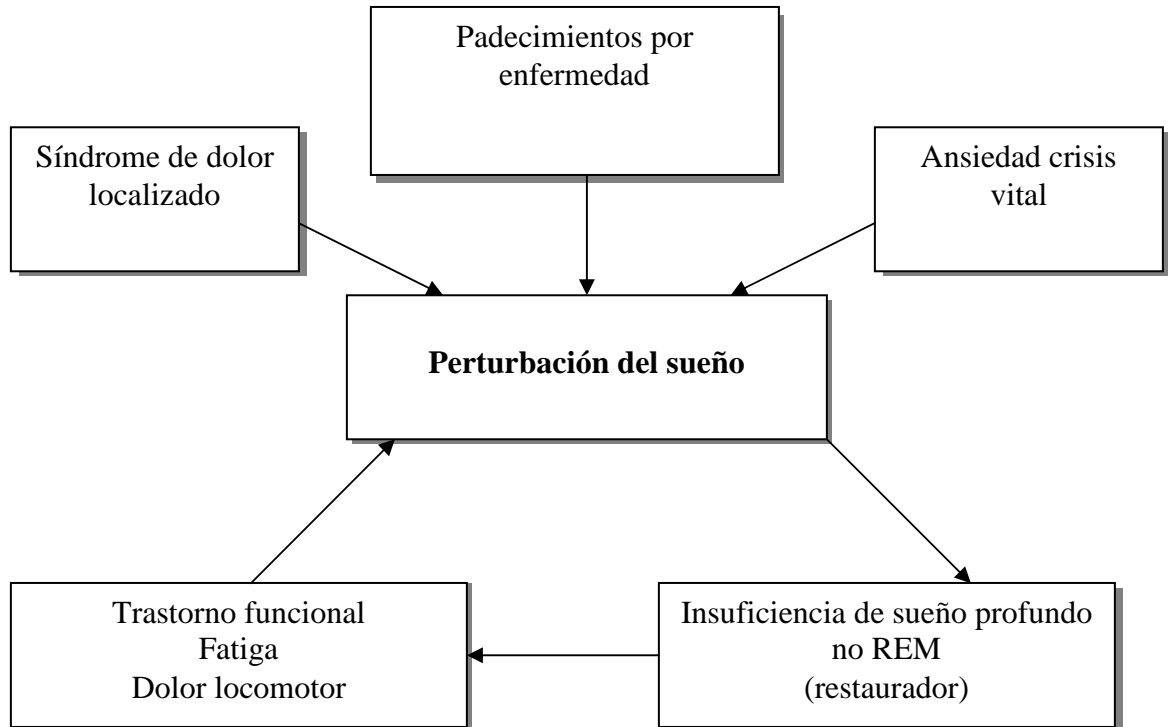 Padecimientos por
enfermedad
Síndrome de dolor
localizado
Ansiedad crisis
vital
Perturbación del sueño
Trastorno funcional
Fatiga
Dolor locomotor
Insuficiencia de sueño profundo
no REM
(restaurador)